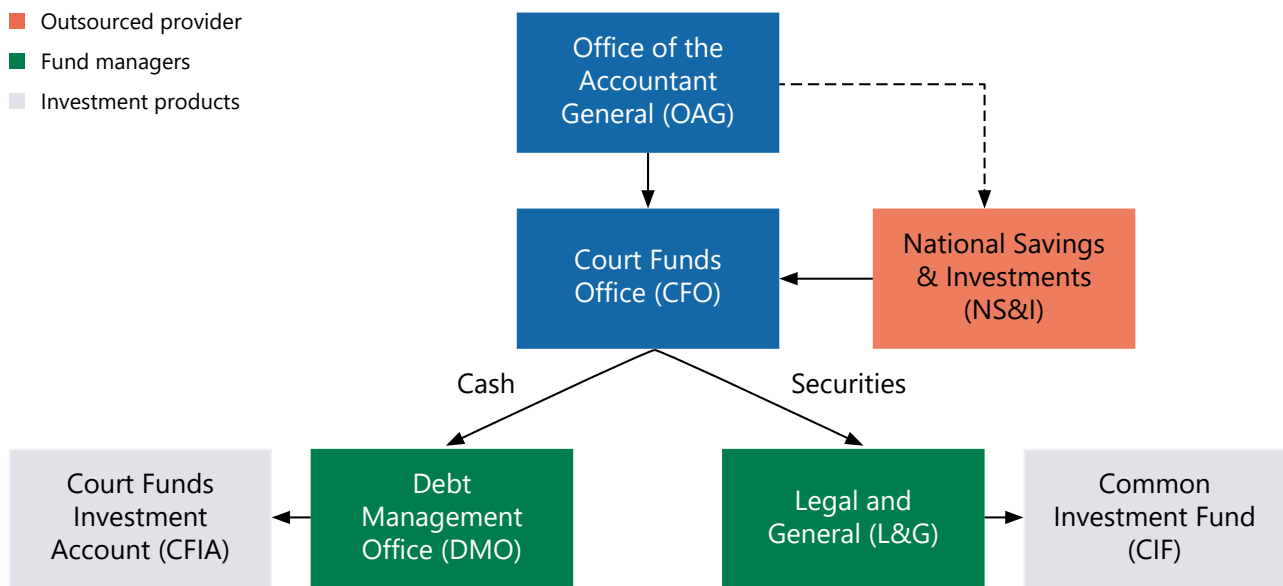 Outsourced provider
Fund managers
Investment products
Office of the
Accountant
General (OAG)
Court Funds
Office (CFO)
National Savings
& Investments
(NS&I)
Cash
Securities
Court Funds
Investment
Account (CFIA)
Debt
Management
Office (DMO)
Legal and
General (L&G)
Common
Investment Fund
(CIF)